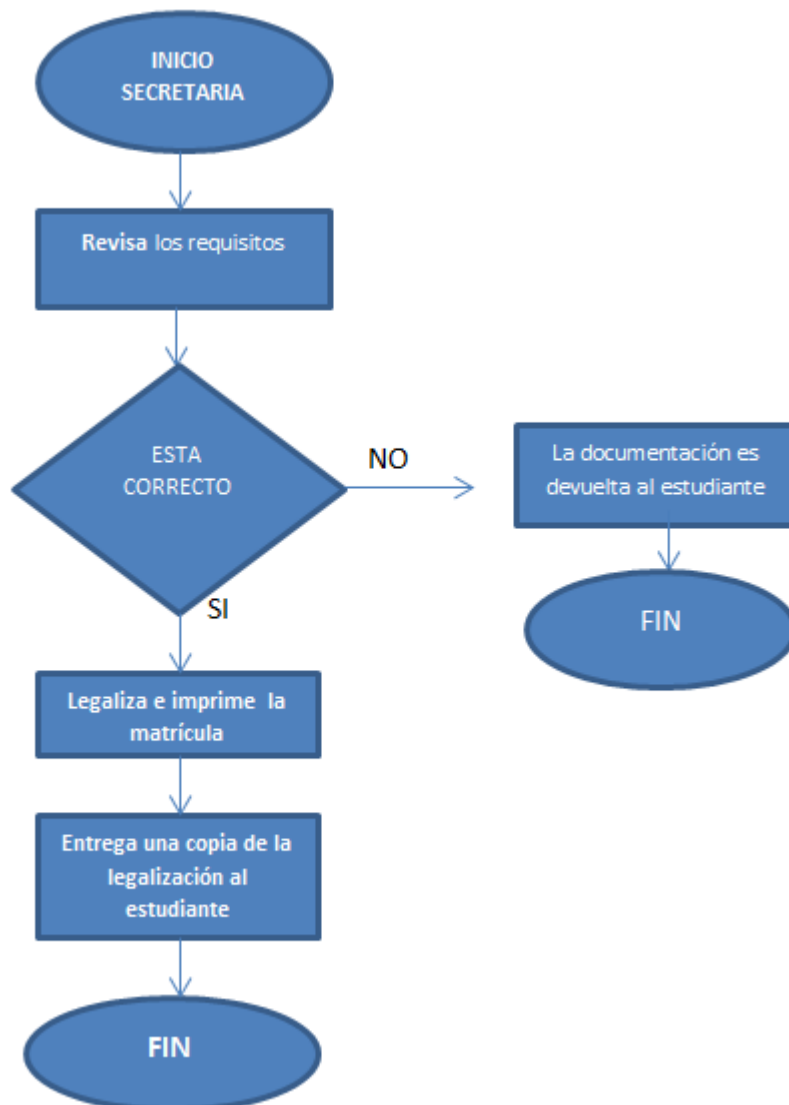 INICIO
SECRETARIA
Revisa los requisitos
ESTA
CORRECTO
NO
La documentación es
devuelta al estudiante
FIN
SI
Legaliza e imprime la
matrícula
Entrega una copia de la
legalización al
estudiante
FIN